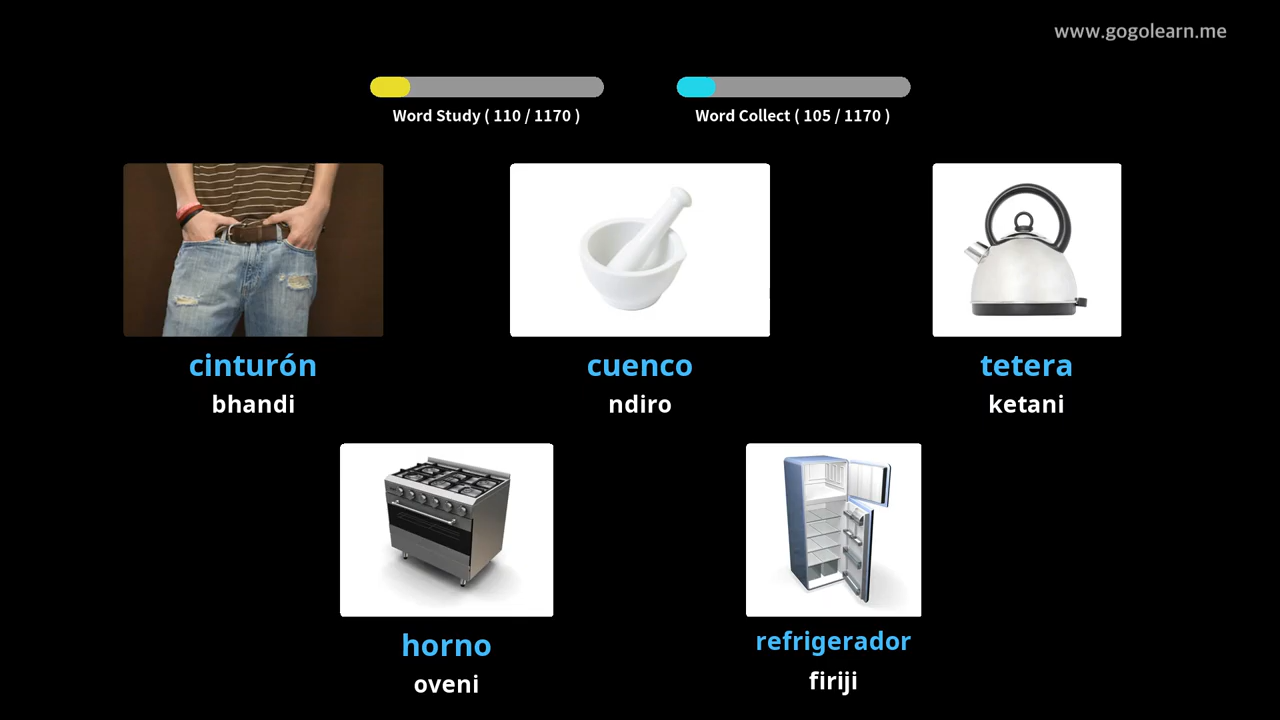 www.gogolearn.me
Word Study ( 110 / 1170 )
Word Collect ( 105 / 1170 )
cinturón
bhandi
cuenco
ndiro
tetera
ketani
horno
oveni
refrigerador
firiji